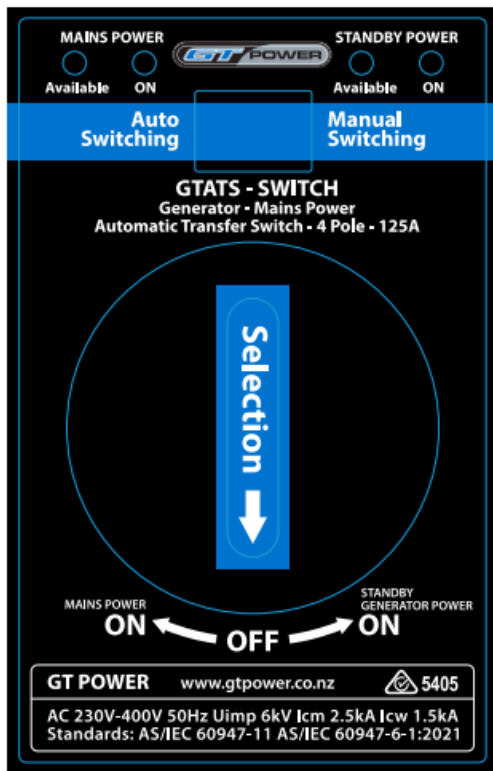 MAINS POWER
STANDBY POWER
GT POWER
Available ON
Available ON
Auto
Switching
Manual
Switching
GTATS - SWITCH
Generator - Mains Power
Automatic Transfer Switch - 4 Pole - 125A
Selection
MAINS POWER
ON
OFF
STANDBY
GENERATOR POWER
ON
GT POWER www.gtpower.co.nz 5405
AC 230V-400V 50Hz Uimp 6kV Icm 2.5kA Icw 1.5kA
Standards: AS/IEC 60947-11 AS/IEC 60947-6-1:2021